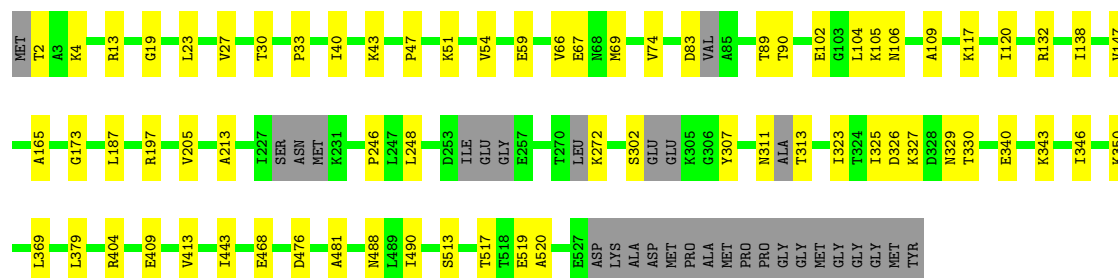 MET T2 A3 K4 R13 G19 L23 V27 T30 P33 I40 K43 P47 K51 V54 E59 V66 E67 N68 M69 V74 D83 VAL A85 T89 T90 E102 G103 L104 K105 N106 A109 K117 I120 R132 I138 V147
A165 G173 L187 R197 V205 A213 I227 SER ASN MET K231 P246 L247 L248 D253 ILE GLU GLY E257 T270 LEU K272 S302 GLU GLU K305 G306 Y307 N311 ALA T313 I323 T324 I325 D326 K327 D328 N329 T330 E340 K343 I346 K350
L369 L379 R404 E409 V413 I443 E468 D476 A481 N488 L489 I490 S513 T517 T518 E519 A520 E527 ASP LYS ALA ALA ASP MET PRO ALA MET PRO PRO GLY GLY MET GLY GLY GLY GLY MET TYR